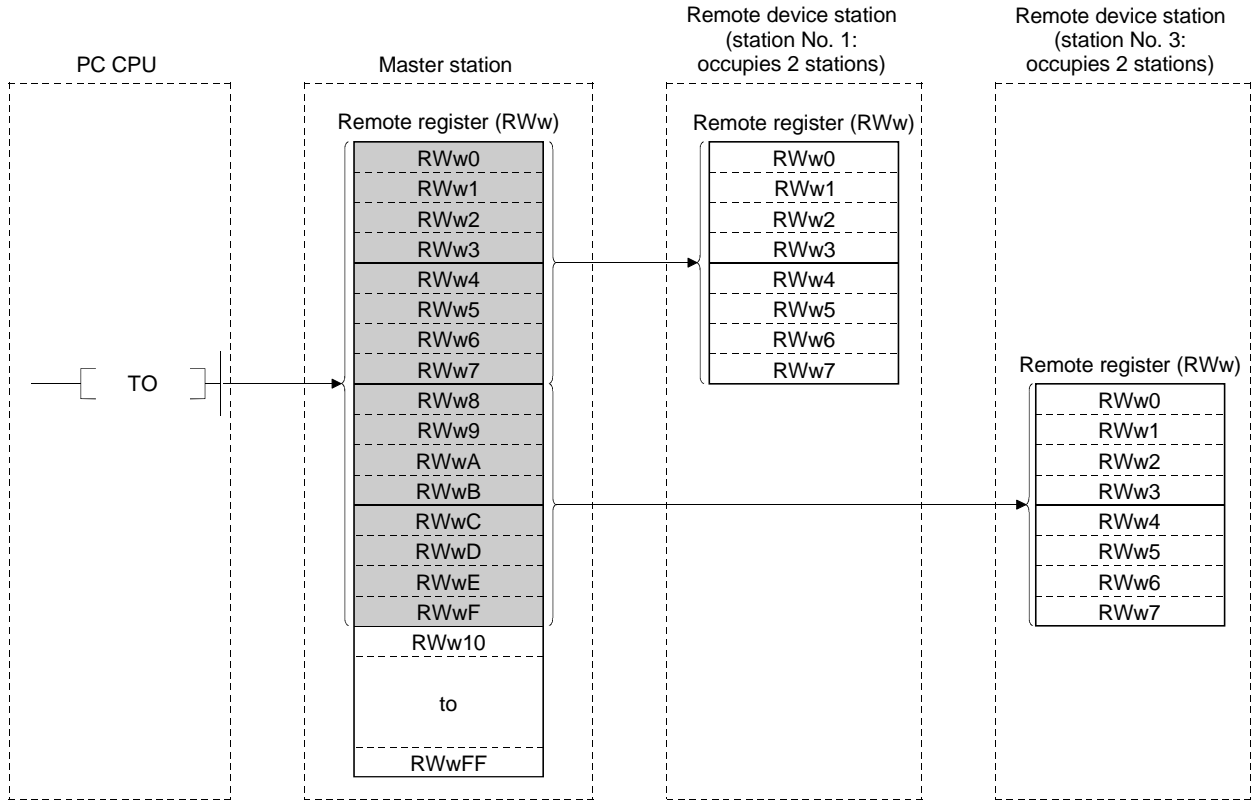 PC CPU
TO
Master station
Remote register (RWw)
RWw0
RWw1
RWw2
RWw3
RWw4
RWw5
RWw6
RWw7
RWw8
RWw9
RWwA
RWwB
RWwC
RWwD
RWwE
RWwF
RWw10
to
RWwFF
Remote device station
(station No. 1:
occupies 2 stations)
Remote register (RWw)
RWw0
RWw1
RWw2
RWw3
RWw4
RWw5
RWw6
RWw7
Remote device station
(station No. 3:
occupies 2 stations)
Remote register (RWw)
RWw0
RWw1
RWw2
RWw3
RWw4
RWw5
RWw6
RWw7